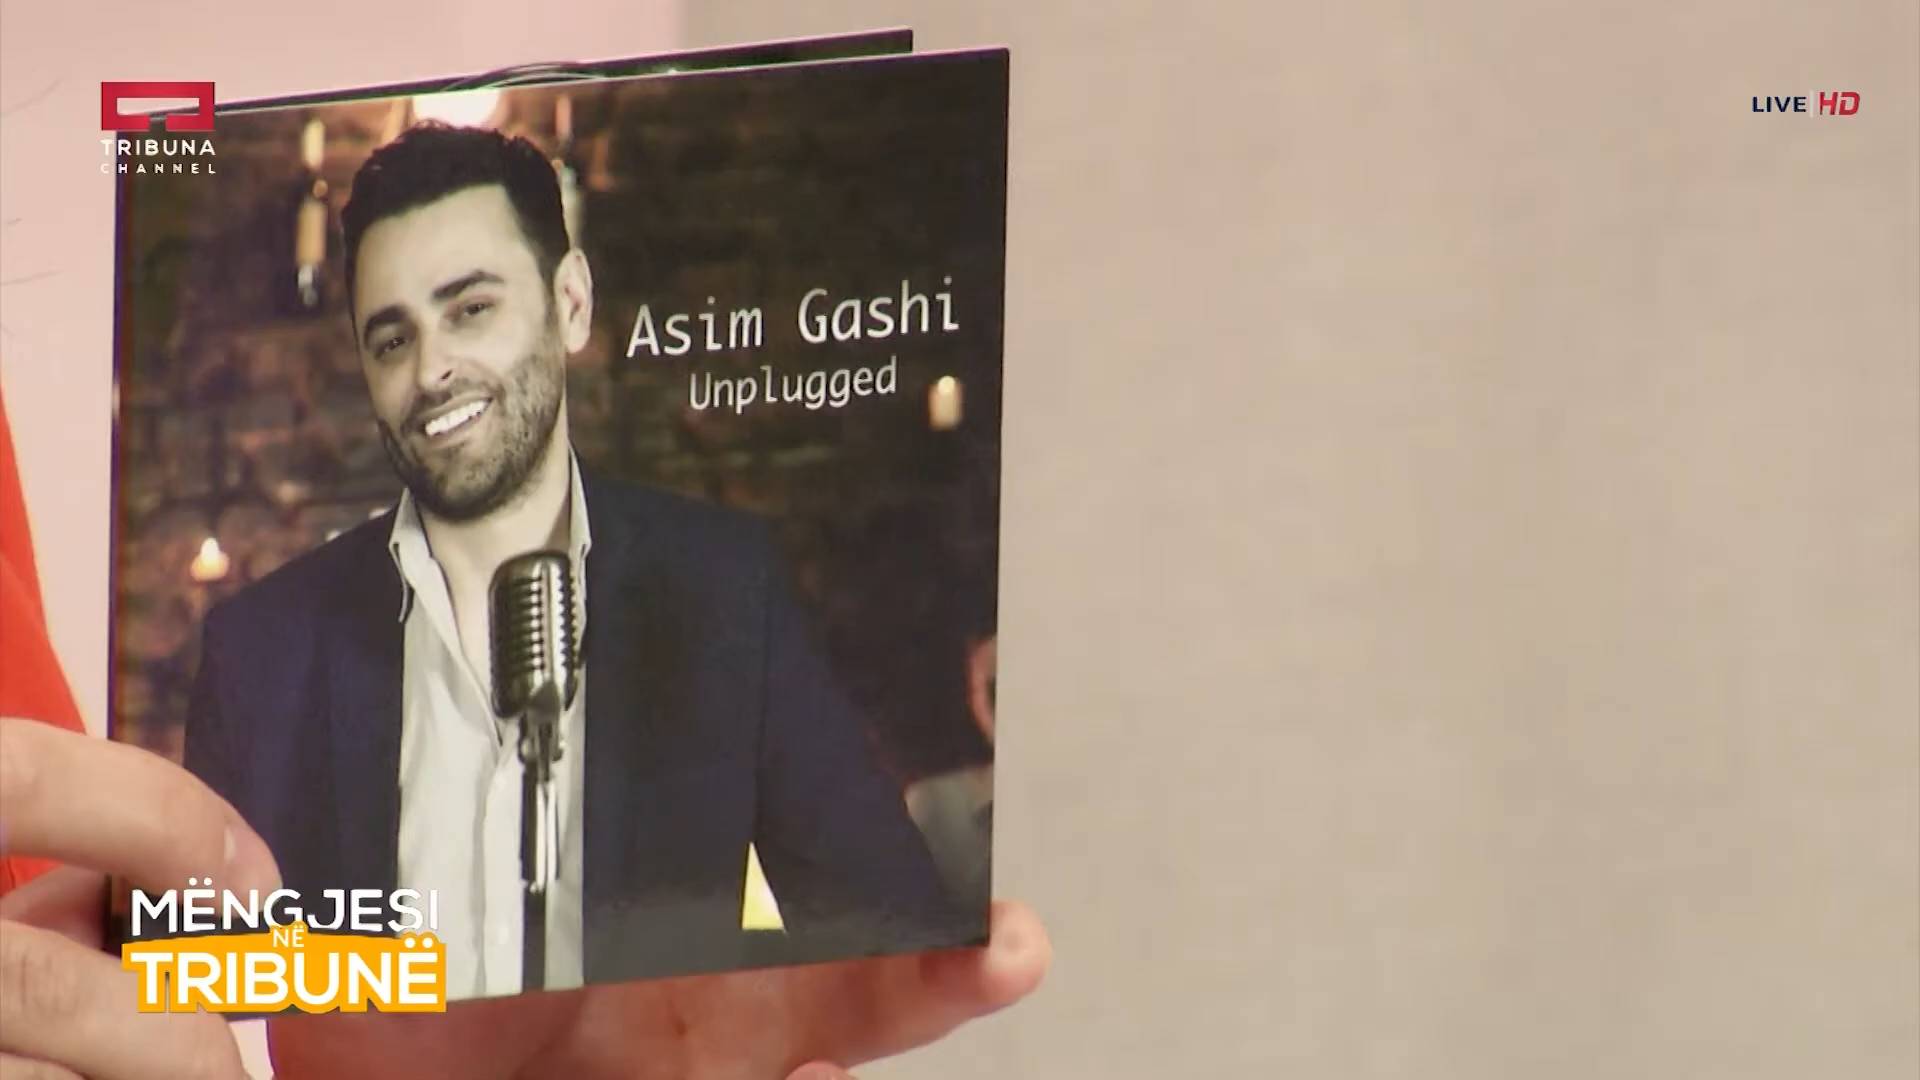 TRIBUNA
CHANNEL
LIVE HD
Asim Gashi
Unplugged
MËNGJESI
NË
TRIBUNË